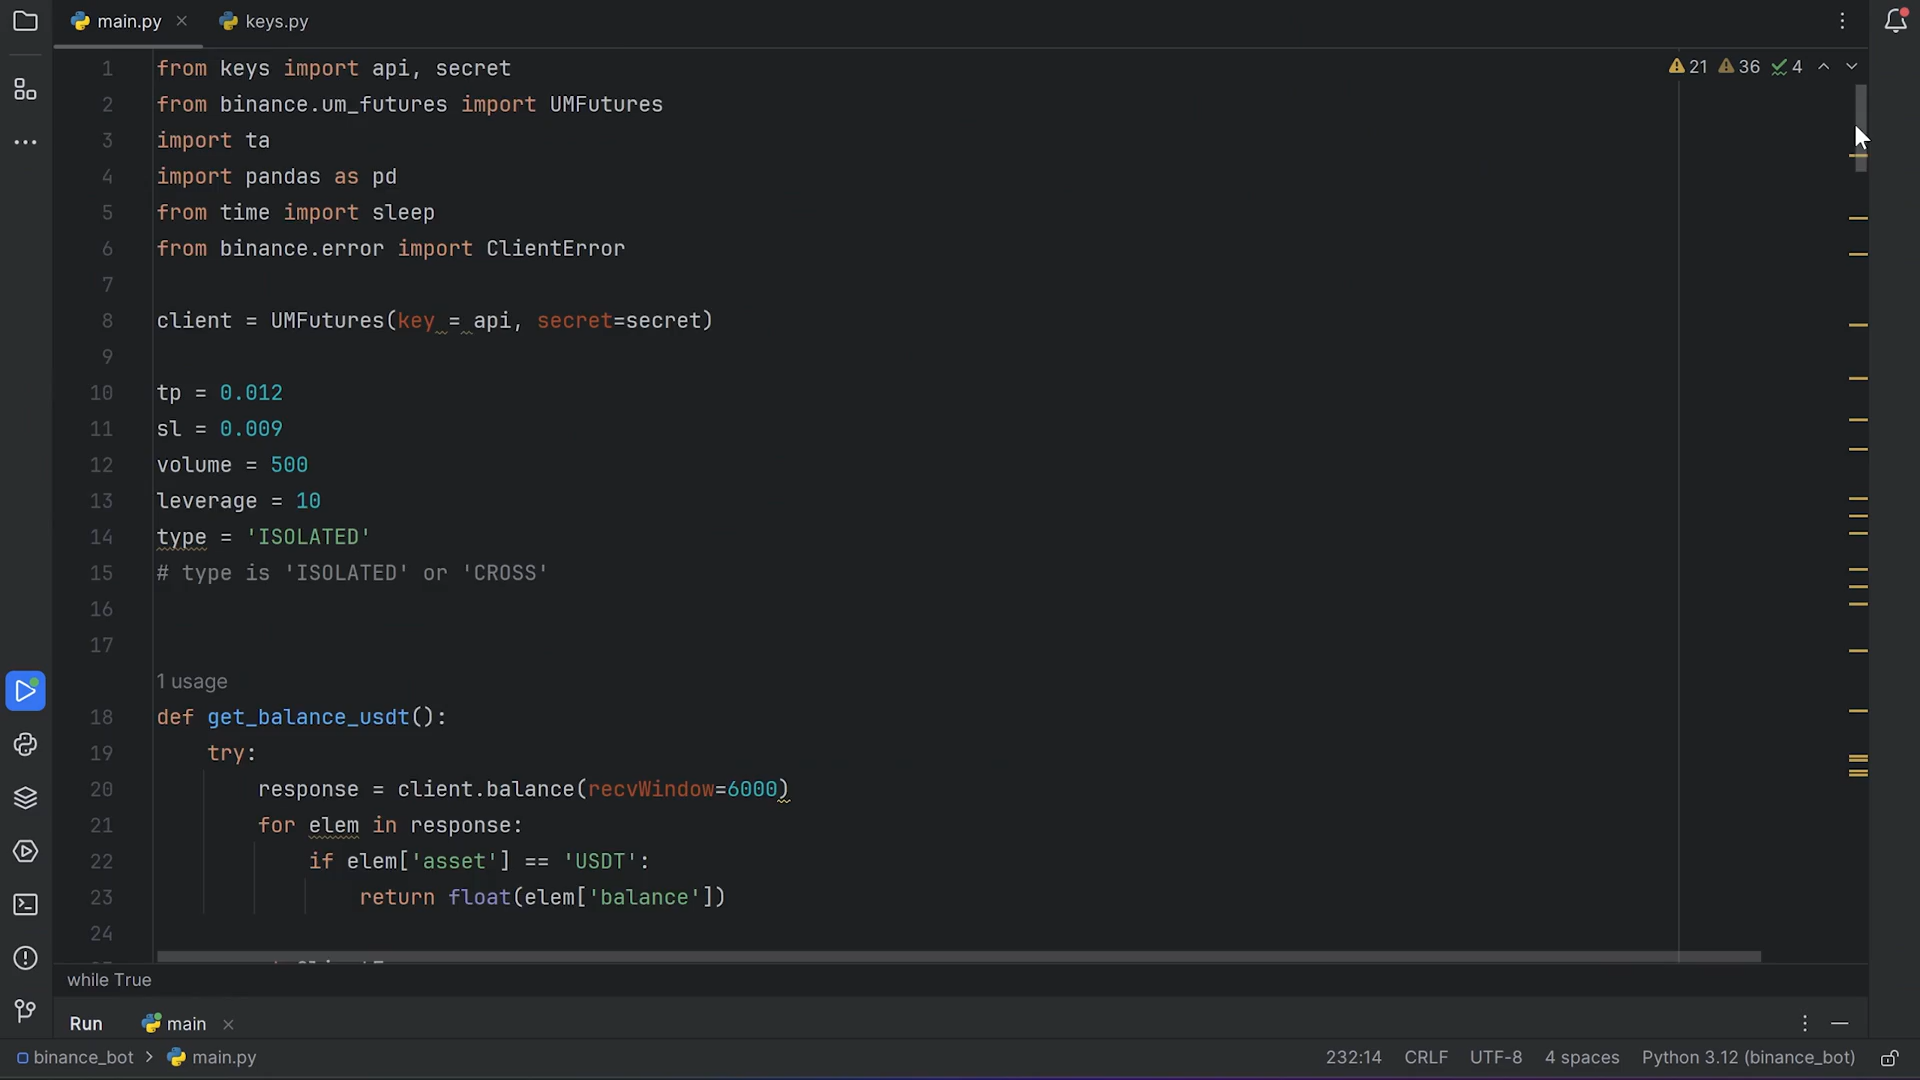 main.py
keys.py
21 36 4
1 from keys import api, secret
2 from binance.um_futures import UMFutures
3 import ta
4 import pandas as pd
5 from time import sleep
6 from binance.error import ClientError
7
8 client = UMFutures(key = api, secret=secret)
9
10 tp = 0.012
11 sl = 0.009
12 volume = 500
13 leverage = 10
14 type = 'ISOLATED'
15 # type is 'ISOLATED' or 'CROSS'
16
17
1 usage
18 def get_balance_usdt():
19 try:
20 response = client.balance(recvWindow=6000)
21 for elem in response:
22 if elem['asset'] == 'USDT':
23 return float(elem['balance'])
24
while True
Run main
binance_bot > main.py 232:14 CRLF UTF-8 4 spaces Python 3.12 (binance_bot)